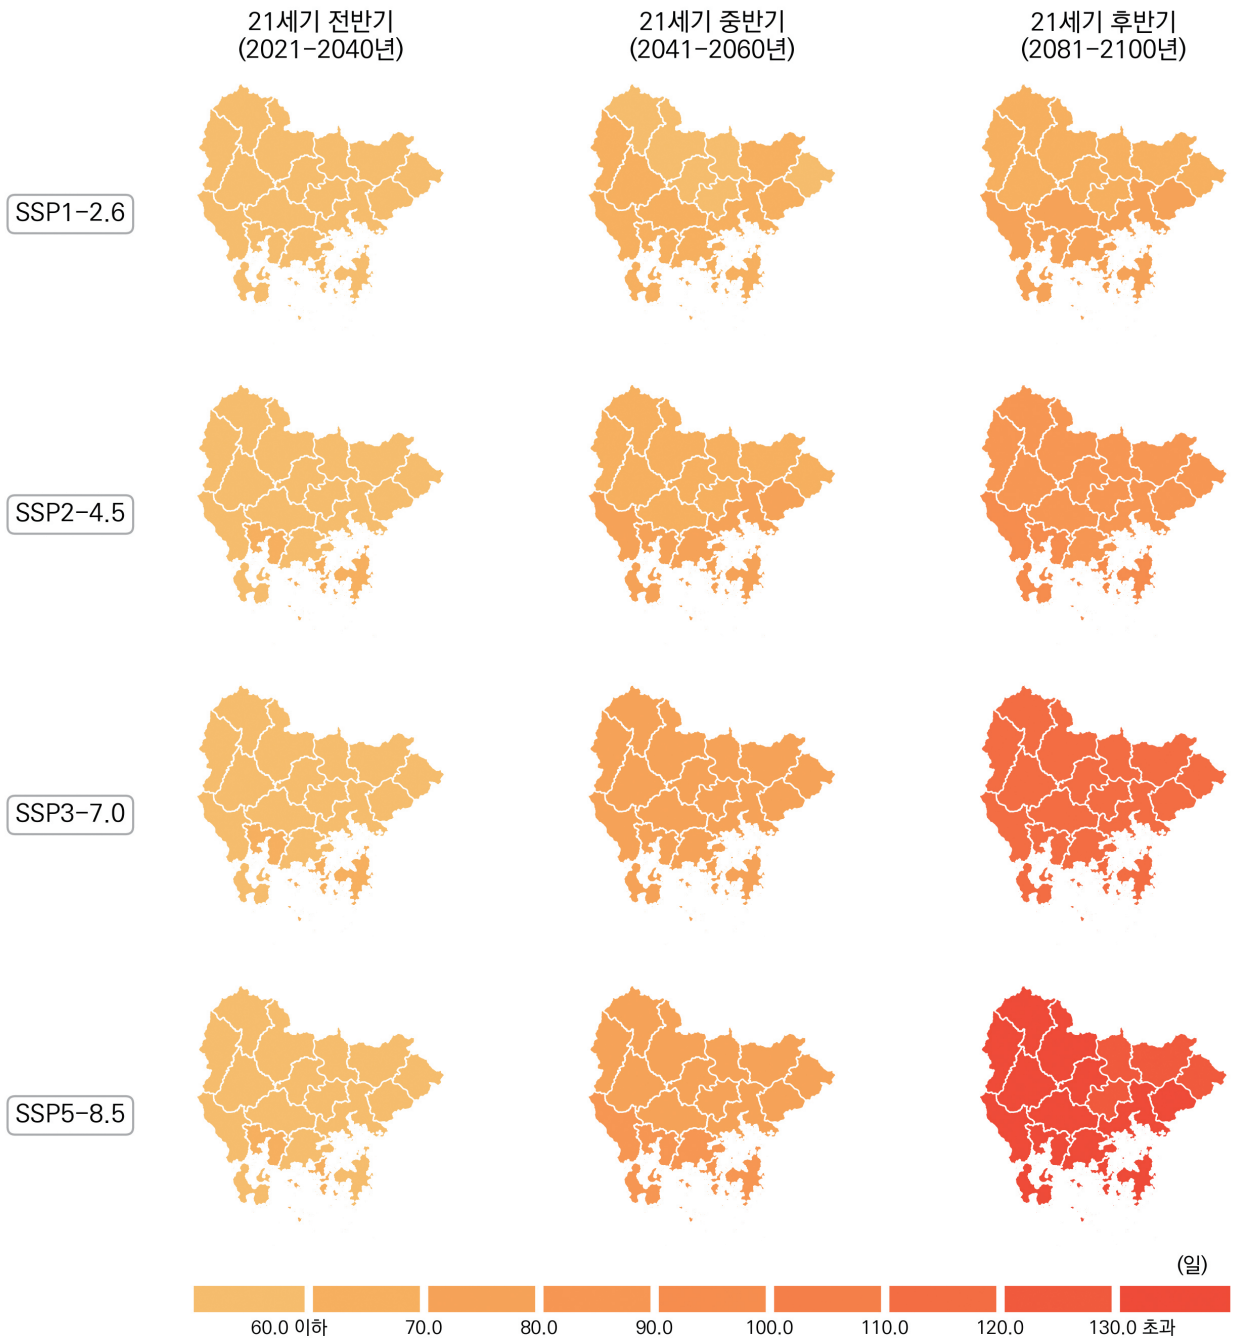 21세기 전반기
(2021-2040년)
21세기 중반기
(2041-2060년)
21세기 후반기
(2081-2100년)
SSP1-2.6
SSP2-4.5
SSP3-7.0
SSP5-8.5
(일)
60.0 이하
70.0
80.0
90.0
100.0
110.0
120.0
130.0 초과